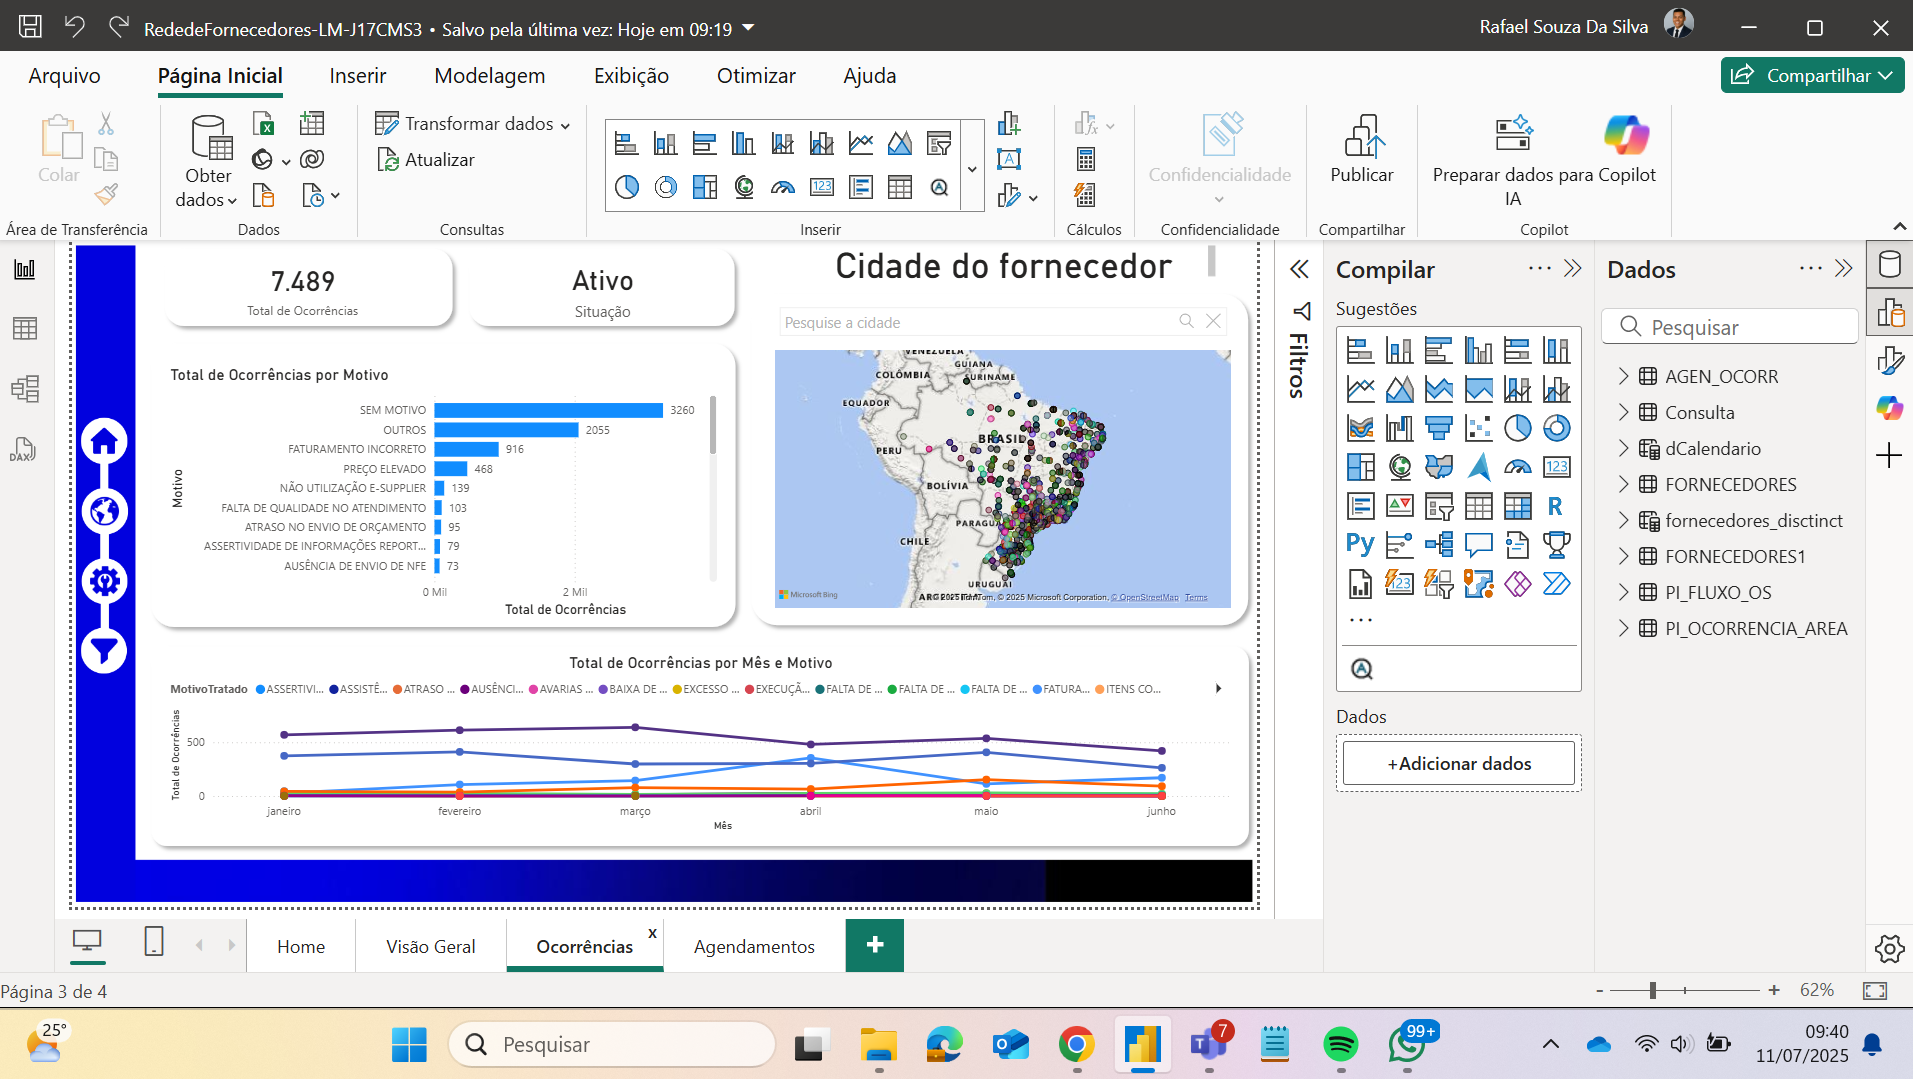 RededeFornecedores-LM-J17CMS3 • Salvo pela última vez: Hoje em 09:19
Rafael Souza Da Silva
Arquivo
Página Inicial
Inserir
Modelagem
Exibição
Otimizar
Ajuda
Compartilhar
Colar
Obter dados
Transformar dados
Atualizar
Confidencialidade
Publicar
Preparar dados para IA
Copilot
Área de Transferência
Dados
Consultas
Inserir
Cálculos
Confidencialidade
Compartilhar
Copilot
7.489
Total de Ocorrências
Ativo
Situação
Cidade do fornecedor
Pesquise a cidade
Total de Ocorrências por Motivo
Motivo
SEM MOTIVO 3260
OUTROS 2055
FATURAMENTO INCORRETO 916
PREÇO ELEVADO 468
NÃO UTILIZAÇÃO E-SUPPLIER 139
FALTA DE QUALIDADE NO ATENDIMENTO 103
ATRASO NO ENVIO DE ORÇAMENTO 95
ASSERTIVIDADE DE INFORMAÇÕES REPORT... 79
AUSÊNCIA DE ENVIO DE NFE 73
0 Mil 2 Mil
Total de Ocorrências
VENEZUELA
GUIANA
COLÔMBIA
SURINAME
EQUADOR
BRASIL
PERU
BOLÍVIA
PARAGUA
CHILE
URUGUAI
Microsoft Bing
© 2025 Microsoft Corporation, © OpenStreetMap Terms
Total de Ocorrências por Mês e Motivo
MotivoTratado ASSERTIVI... ASSISTÊ... ATRASO ... AUSÊNCI... AVARIAS ... BAIXA DE ... EXCESSO ... EXECUÇÃ... FALTA DE ... FALTA DE ... FALTA DE ... FATURA... ITENS CO...
Total de Ocorrências
500
0
janeiro fevereiro março abril maio junho
Mês
Filtros
Compilar
Sugestões
123
R
Py
Dados
+Adicionar dados
Dados
Pesquisar
AGEN_OCORR
Consulta
dCalendario
FORNECEDORES
fornecedores_disctinct
FORNECEDORES1
PI_FLUXO_OS
PI_OCORRENCIA_AREA
DAX
Home
Visão Geral
Ocorrências
x
Agendamentos
+
Página 3 de 4
- + 62%
25°
Pesquisar
7
99+
09:40
11/07/2025